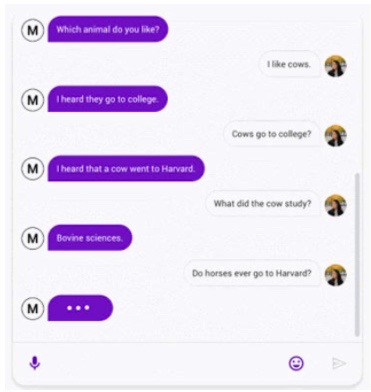 M Which animal do you like?
I like cows.
M I heard they go to college.
Cows go to college?
M I heard that a cow went to Harvard.
What did the cow study?
M Bovine sciences.
Do horses ever go to Harvard?
M